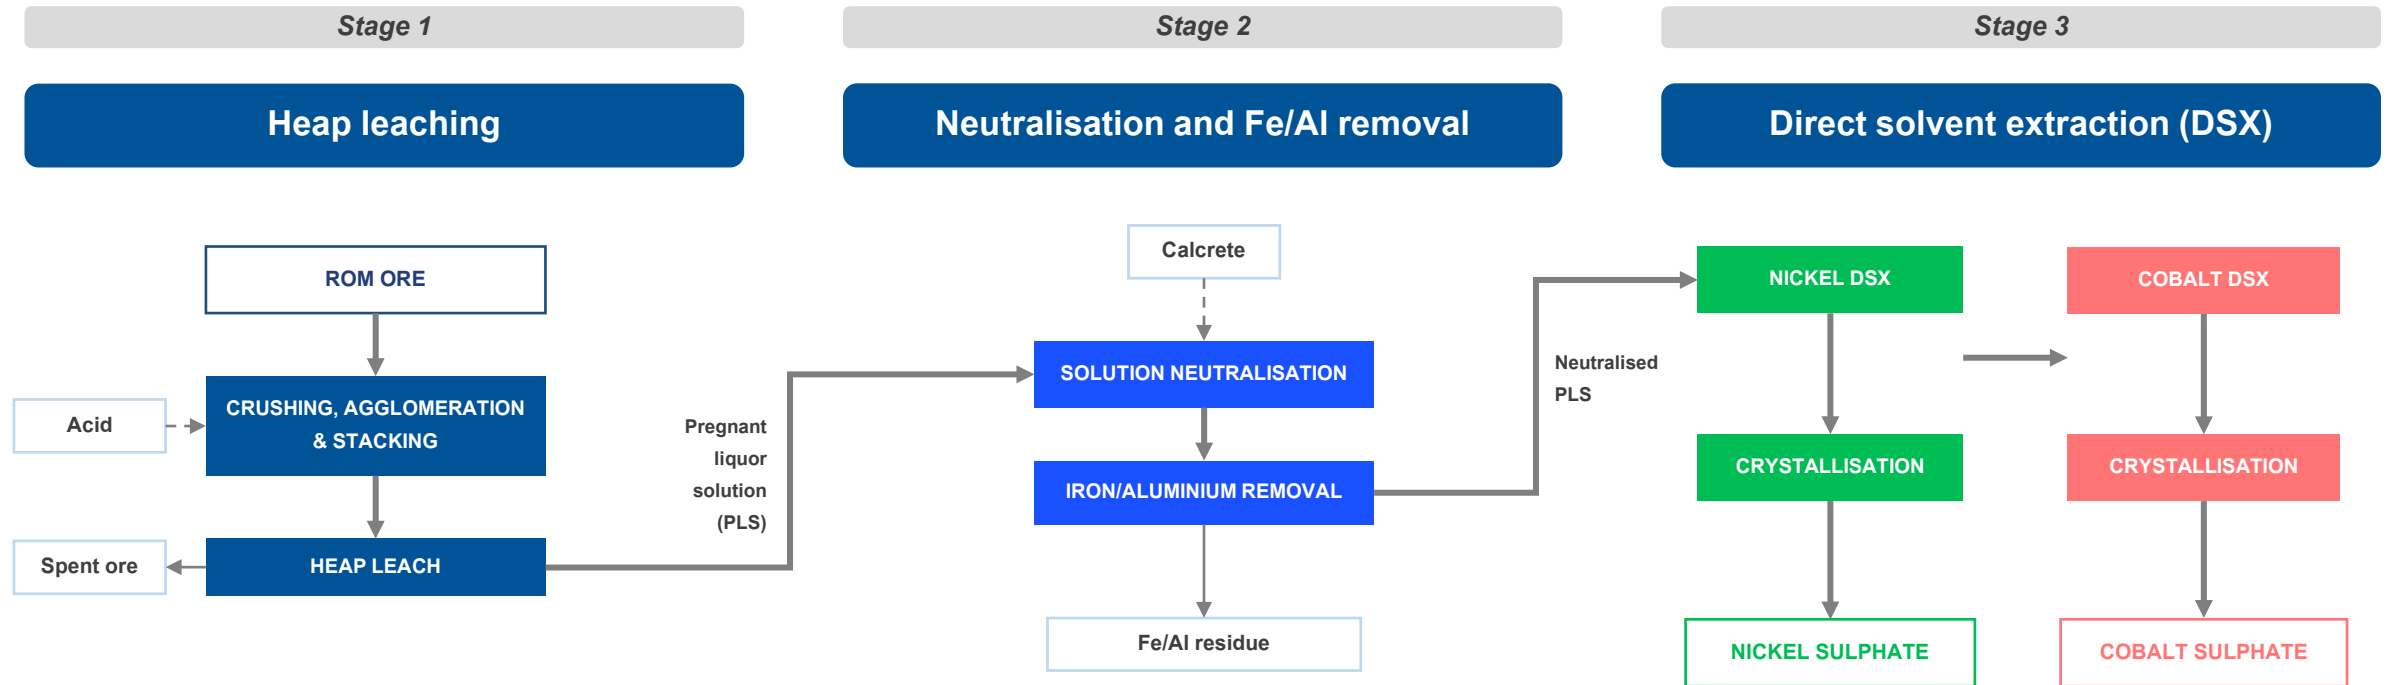 Stage 1
Stage 2
Stage 3
Heap leaching
Neutralisation and Fe/Al removal
Direct solvent extraction (DSX)
ROM ORE
Acid
CRUSHING, AGGLOMERATION
& STACKING
Spent ore
HEAP LEACH
Pregnant
liquor
solution
(PLS)
Calcrete
SOLUTION NEUTRALISATION
IRON/ALUMINIUM REMOVAL
Fe/Al residue
Neutralised
PLS
NICKEL DSX
CRYSTALLISATION
NICKEL SULPHATE
COBALT DSX
CRYSTALLISATION
COBALT SULPHATE